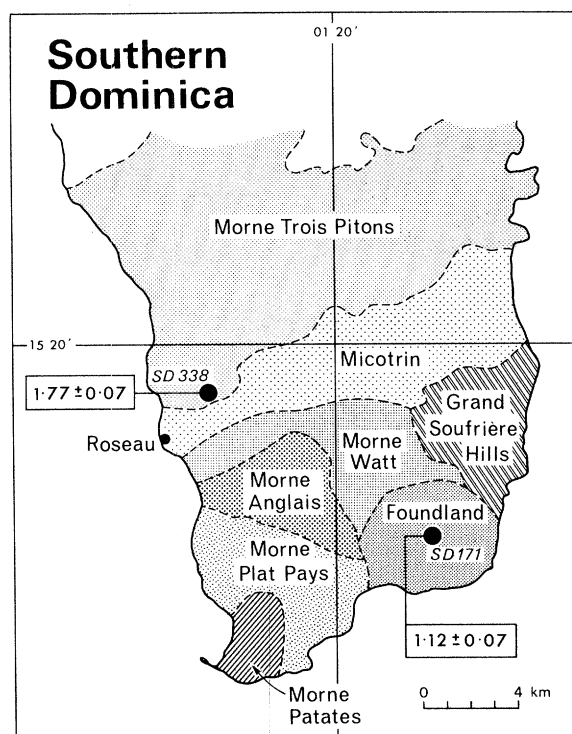 Southern
Dominica
01 20'
Morne Trois Pitons
15 20'
Micotrin
SD 338
1·77 ± 0·07
Grand
Soufrière
Hills
Roseau
Morne
Watt
Morne
Anglais
Foundland
SD171
Morne
Plat Pays
1·12 ± 0·07
Morne
Patates
0 4 km